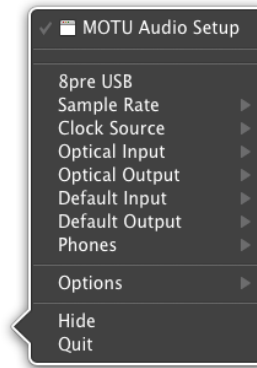 MOTU Audio Setup
8pre USB
Sample Rate
Clock Source
Optical Input
Optical Output
Default Input
Default Output
Phones
Options
Hide
Quit